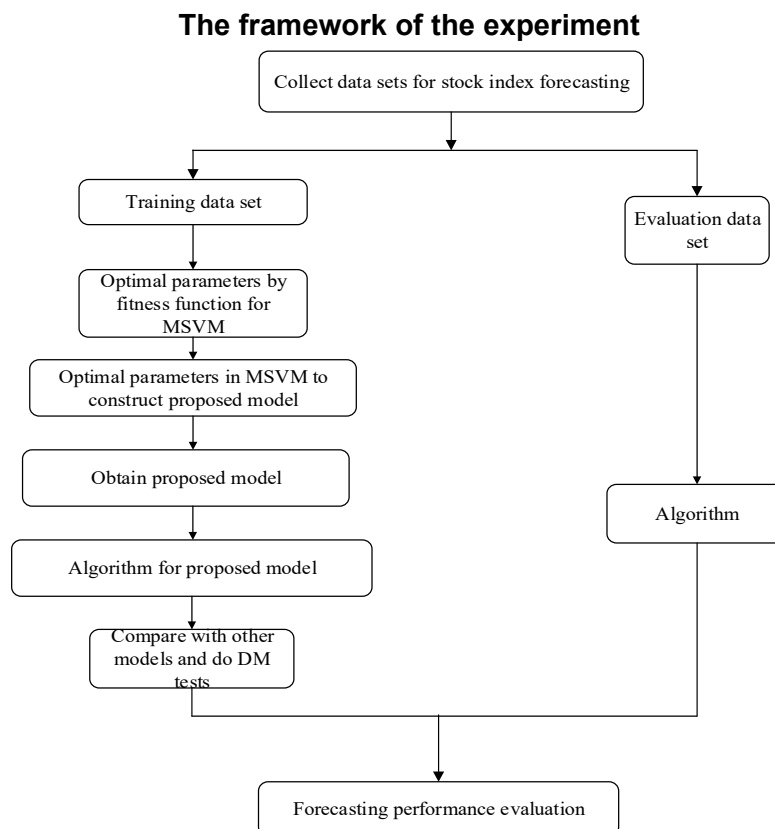 The framework of the experiment
Collect data sets for stock index forecasting
Training data set
Evaluation data
set
Optimal parameters by
fitness function for
MSVM
Optimal parameters in MSVM to
construct proposed model
Obtain proposed model
Algorithm
Algorithm for proposed model
Compare with other
models and do DM
tests
Forecasting performance evaluation